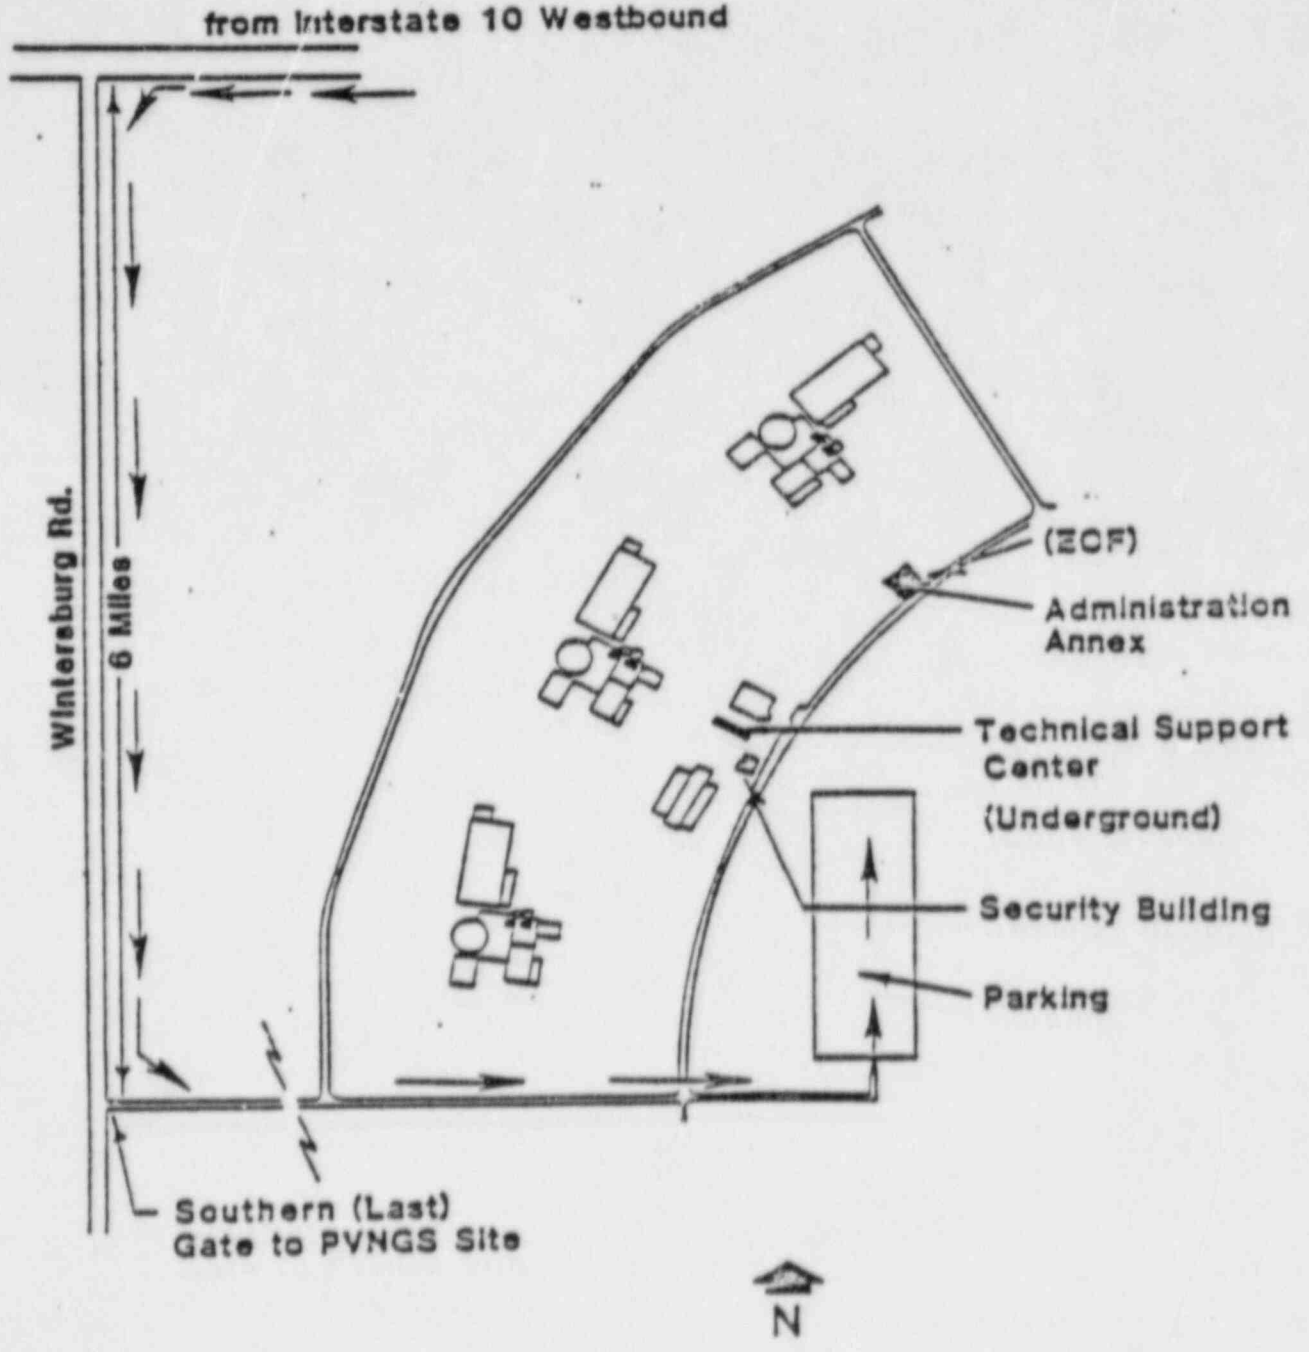 from Interstate 10 Westbound
Wintersburg Rd.
6 Miles
(EOF)
Administration
Annex
Technical Support
Center
(Underground)
Security Building
Parking
Southern (Last)
Gate to PVNGS Site
N